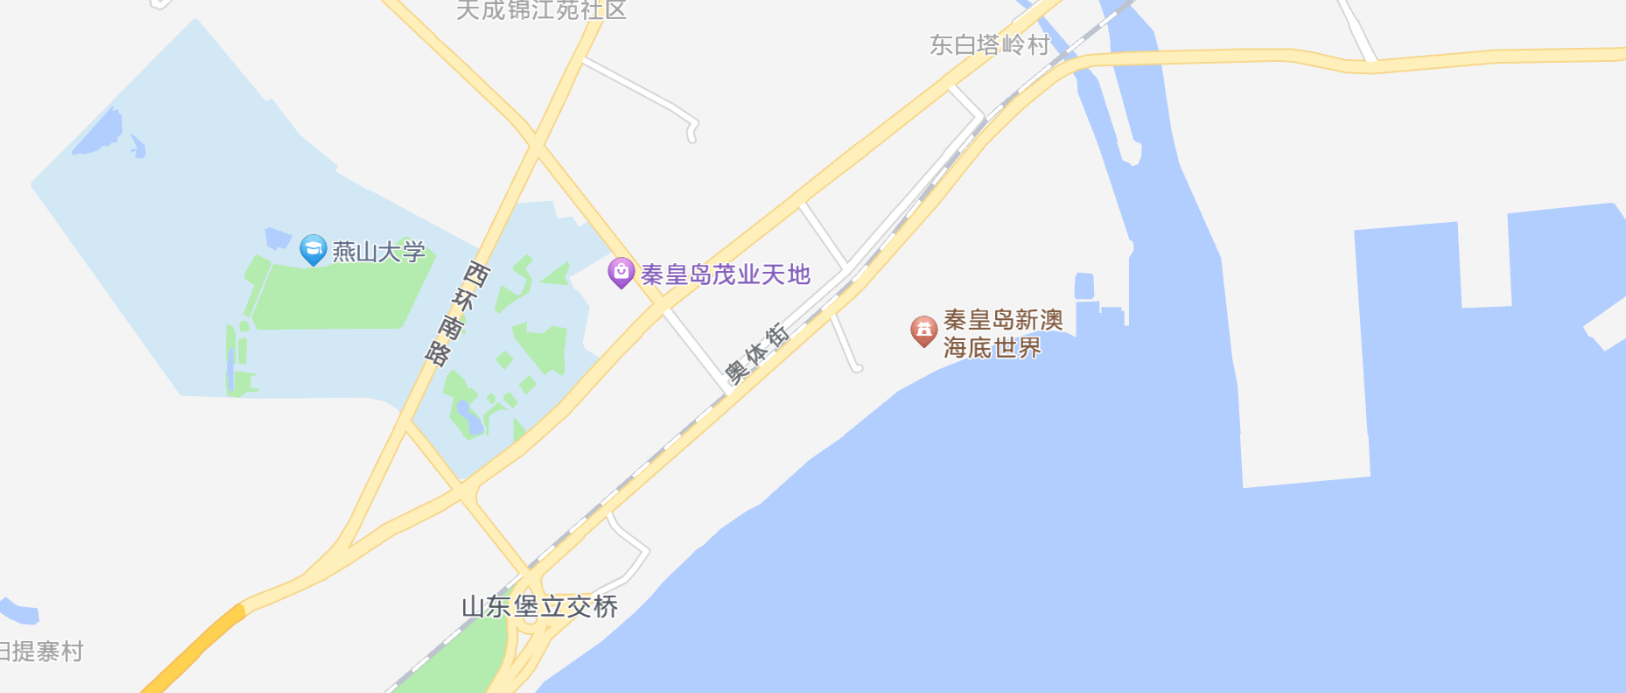 天成锦江苑社区
东白塔岭村
燕山大学
西环南路
秦皇岛茂业天地
秦皇岛新澳
海底世界
奥体街
山东堡立交桥
归提寨村